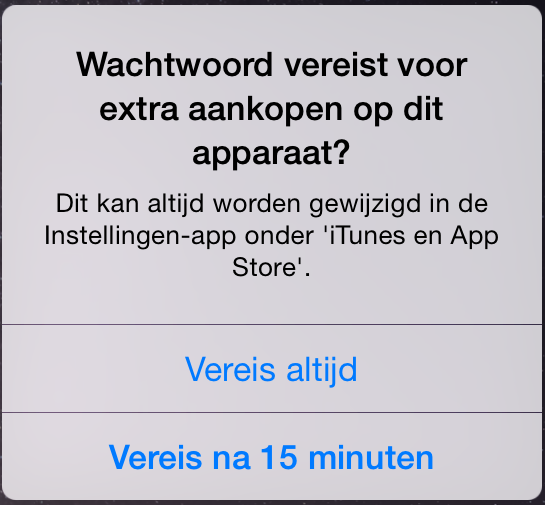 Wachtwoord vereist voor
extra aankopen op dit
apparaat?
Dit kan altijd worden gewijzigd in de
Instellingen-app onder 'iTunes en App
Store'.
Vereis altijd
Vereis na 15 minuten